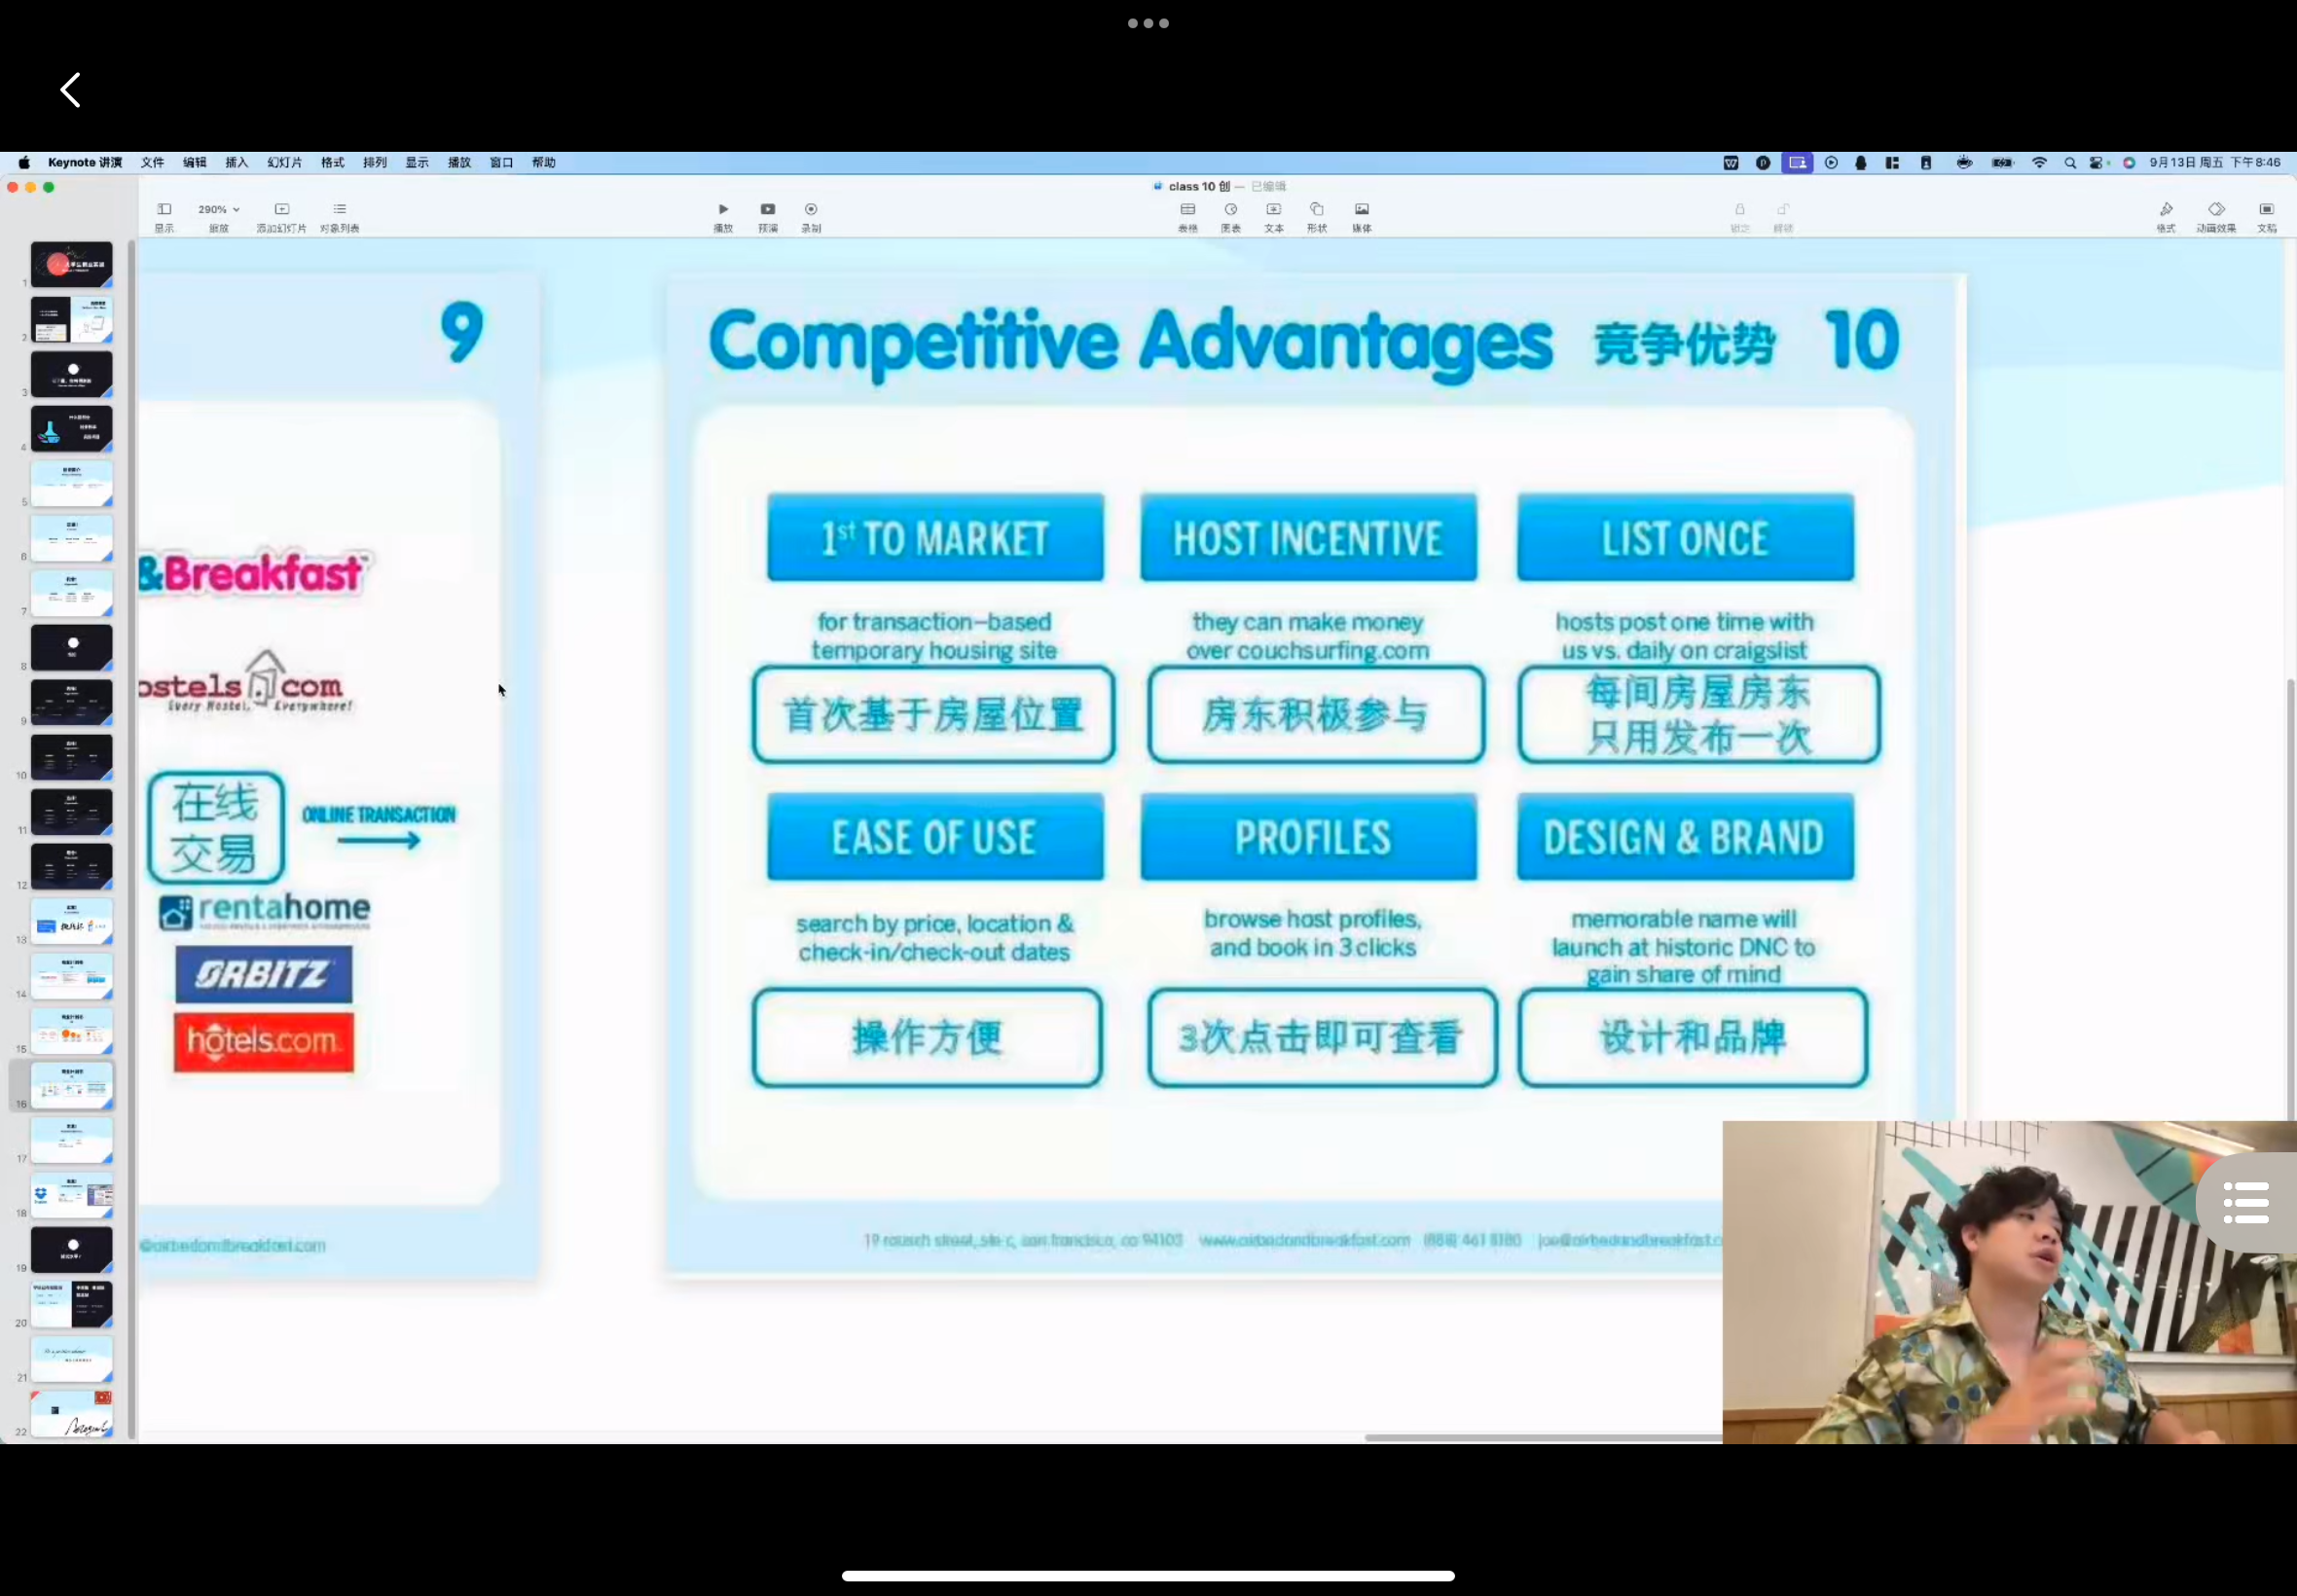 Keynote 讲演 文件 编辑 插入 幻灯片 格式 排列 显示 播放 窗口 帮助
9月13日 周五 下午8:46
class 10 创 — 已编辑
290%
显示 缩放 添加幻灯片 对象列表
播放 预演 录制
表格 图表 文本 形状 媒体
锁定 解锁
格式 动画效果 文稿
1
2
3
4
5
6
7
8
9
10
11
12
13
14
15
16
17
18
19
20
21
22
9
&Breakfast
ostels com
Every Hostel. Everywhere!
在线
交易
ONLINE TRANSACTION
rentahome
ORBITZ
hotels.com
@airbedandbreakfast.com
Competitive Advantages 竞争优势 10
1st TO MARKET
for transaction–based
temporary housing site
首次基于房屋位置
HOST INCENTIVE
they can make money
over couchsurfing.com
房东积极参与
LIST ONCE
hosts post one time with
us vs. daily on craigslist
每间房屋房东
只用发布一次
EASE OF USE
search by price, location &
check-in/check-out dates
操作方便
PROFILES
browse host profiles,
and book in 3 clicks
3次点击即可查看
DESIGN & BRAND
memorable name will
launch at historic DNC to
gain share of mind
设计和品牌
19 rausch street, site c, san francisco, ca 94103 www.airbedandbreakfast.com (888) 461 8180 joe@airbedandbreakfast.c